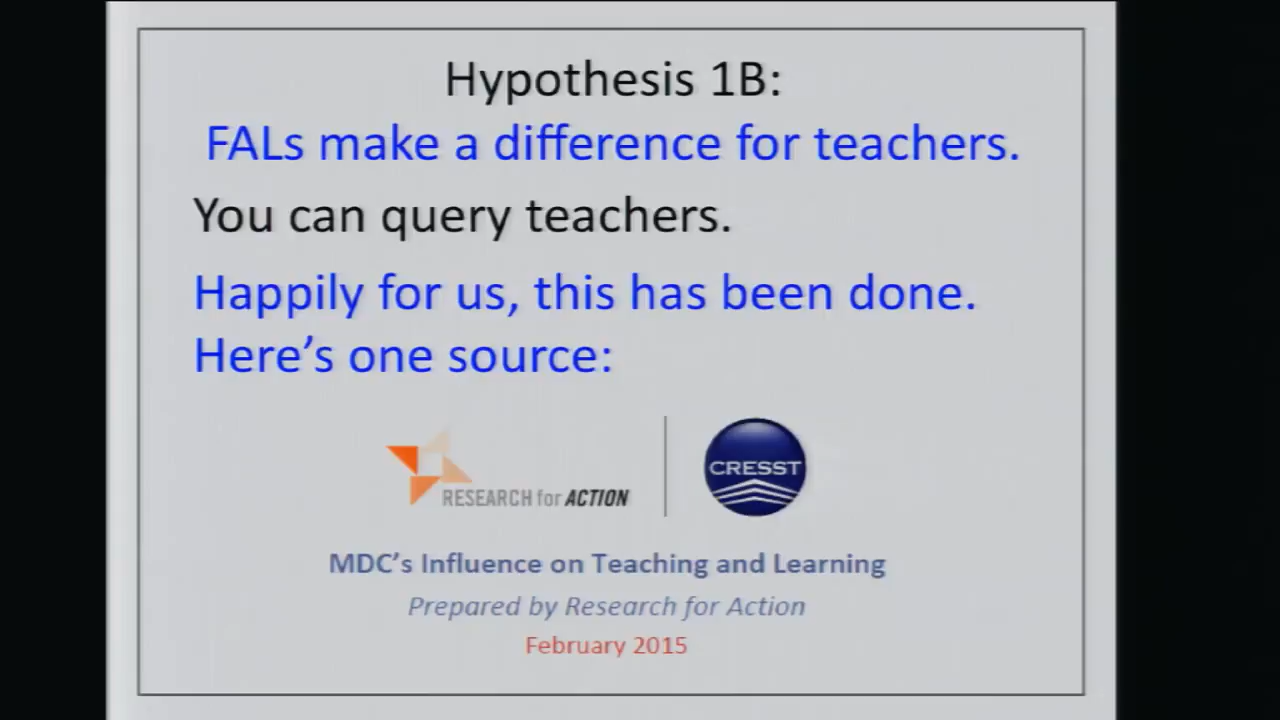 Hypothesis 1B:
FALs make a difference for teachers.
You can query teachers.
Happily for us, this has been done.
Here’s one source:
RESEARCH for ACTION
CRESST
MDC’s Influence on Teaching and Learning
Prepared by Research for Action
February 2015